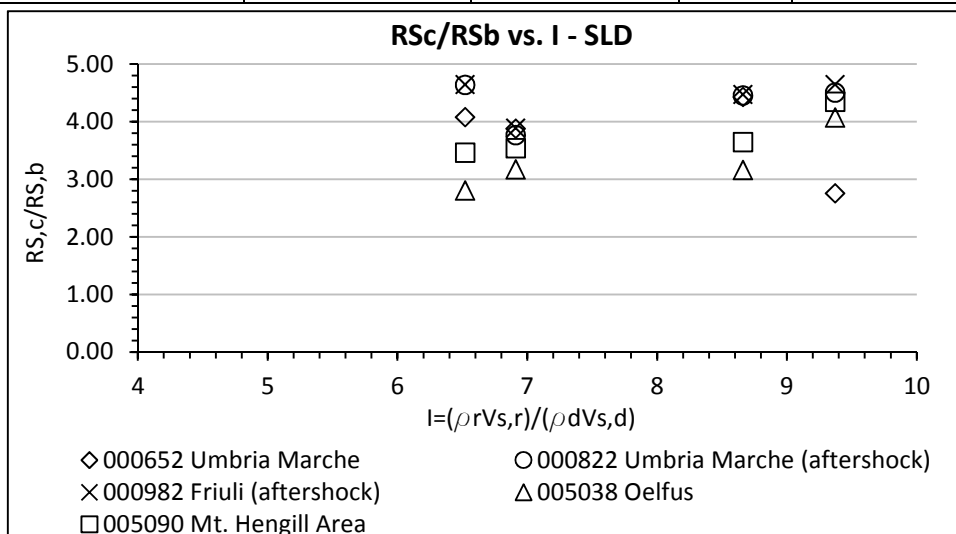 RSc/RSb vs. I - SLD
5.00
4.00
3.00
2.00
1.00
0.00
RS,c/RS,b
4 5 6 7 8 9 10
I=(ρrVs,r)/(ρdVs,d)
000652 Umbria Marche
000822 Umbria Marche (aftershock)
000982 Friuli (aftershock)
005038 Oelfus
005090 Mt. Hengill Area